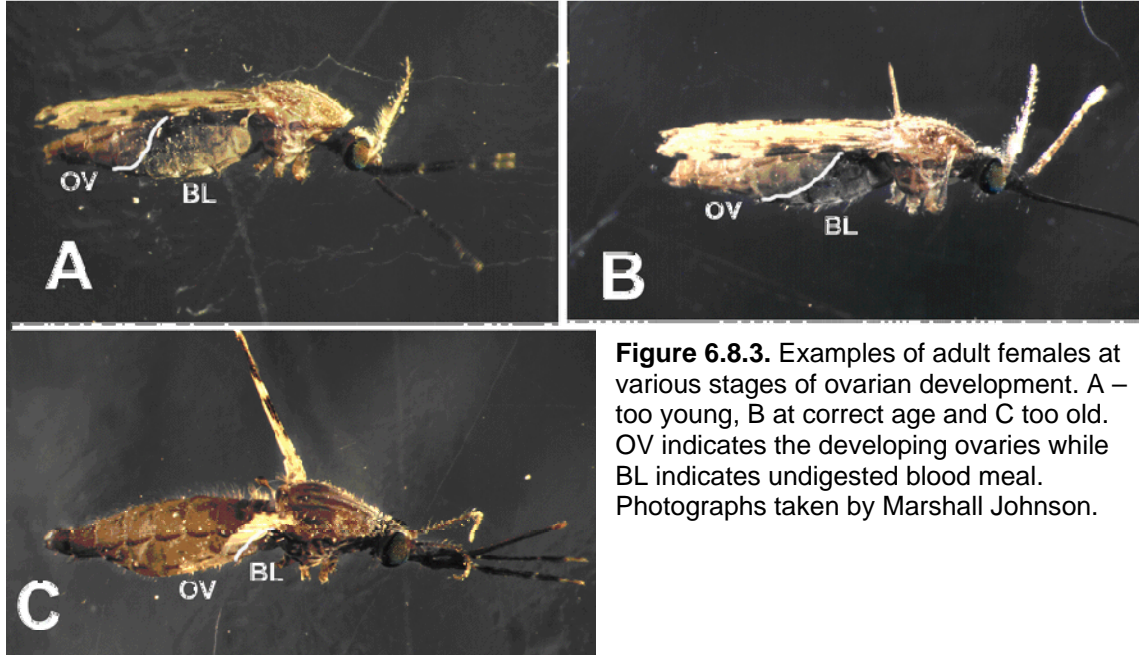 OV
BL
A
OV
BL
B
OV
BL
C
Figure 6.8.3. Examples of adult females at
various stages of ovarian development. A –
too young, B at correct age and C too old.
OV indicates the developing ovaries while
BL indicates undigested blood meal.
Photographs taken by Marshall Johnson.